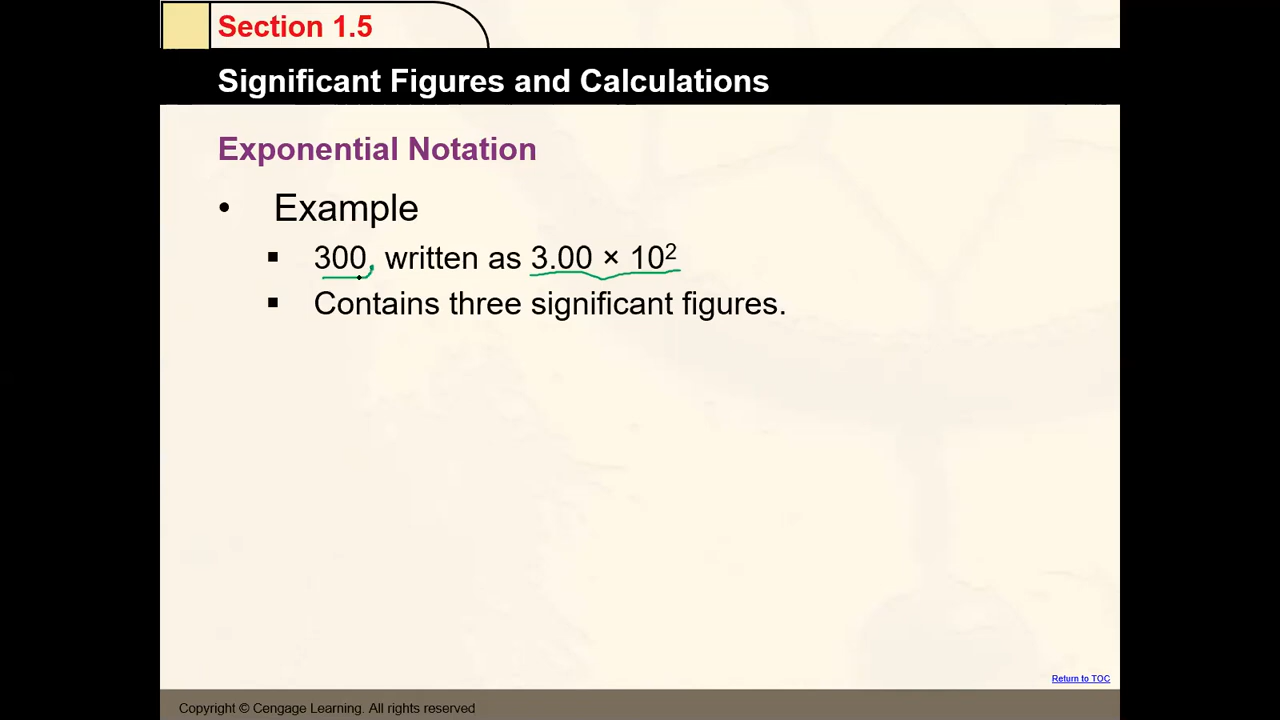 Section 1.5
Significant Figures and Calculations
Exponential Notation
• Example
▪ 300. written as 3.00 × 10²
▪ Contains three significant figures.
Return to TOC
Copyright © Cengage Learning. All rights reserved